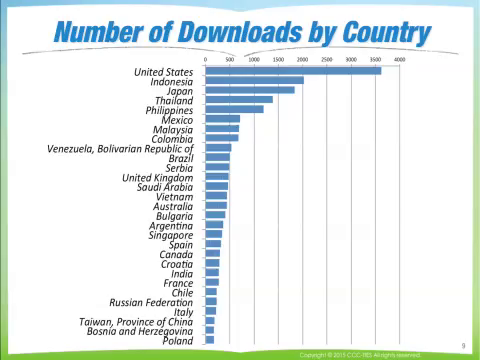 Number of Downloads by Country
0 500 1000 1500 2000 2500 3000 3500 4000
United States
Indonesia
Japan
Thailand
Philippines
Mexico
Malaysia
Colombia
Venezuela, Bolivarian Republic of
Brazil
Serbia
United Kingdom
Saudi Arabia
Vietnam
Australia
Bulgaria
Argentina
Singapore
Spain
Canada
Croatia
India
France
Chile
Russian Federation
Italy
Taiwan, Province of China
Bosnia and Herzegovina
Poland
9
Copyright © 2015 CCC-TIES All rights reserved.